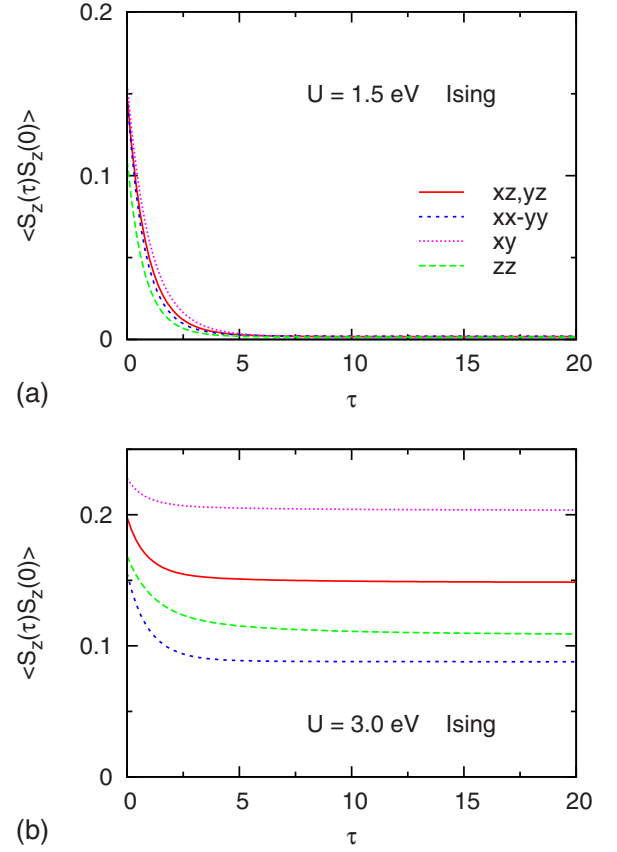 0.2
U = 1.5 eV Ising
<S_z(τ)S_z(0)>
0.1
xz,yz
xx-yy
xy
zz
0
0 5 10 15 20
(a)
τ
0.2
<S_z(τ)S_z(0)>
0.1
U = 3.0 eV Ising
0
0 5 10 15 20
(b)
τ